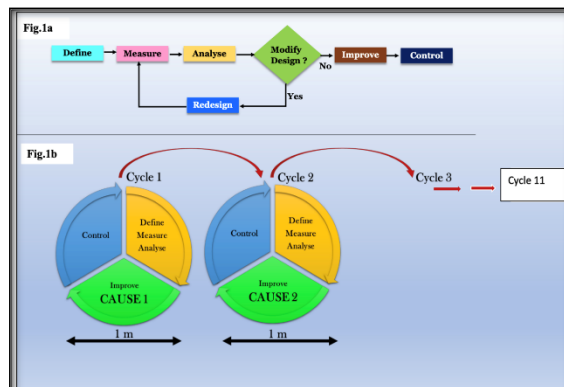 Fig.1a
Define
Measure
Analyse
Modify
Design ?
No
Improve
Control
Yes
Redesign
Fig.1b
Cycle 1
Cycle 2
Cycle 3
Cycle 11
Control
Define
Measure
Analyse
Improve
CAUSE 1
Control
Define
Measure
Analyse
Improve
CAUSE 2
1 m
1 m